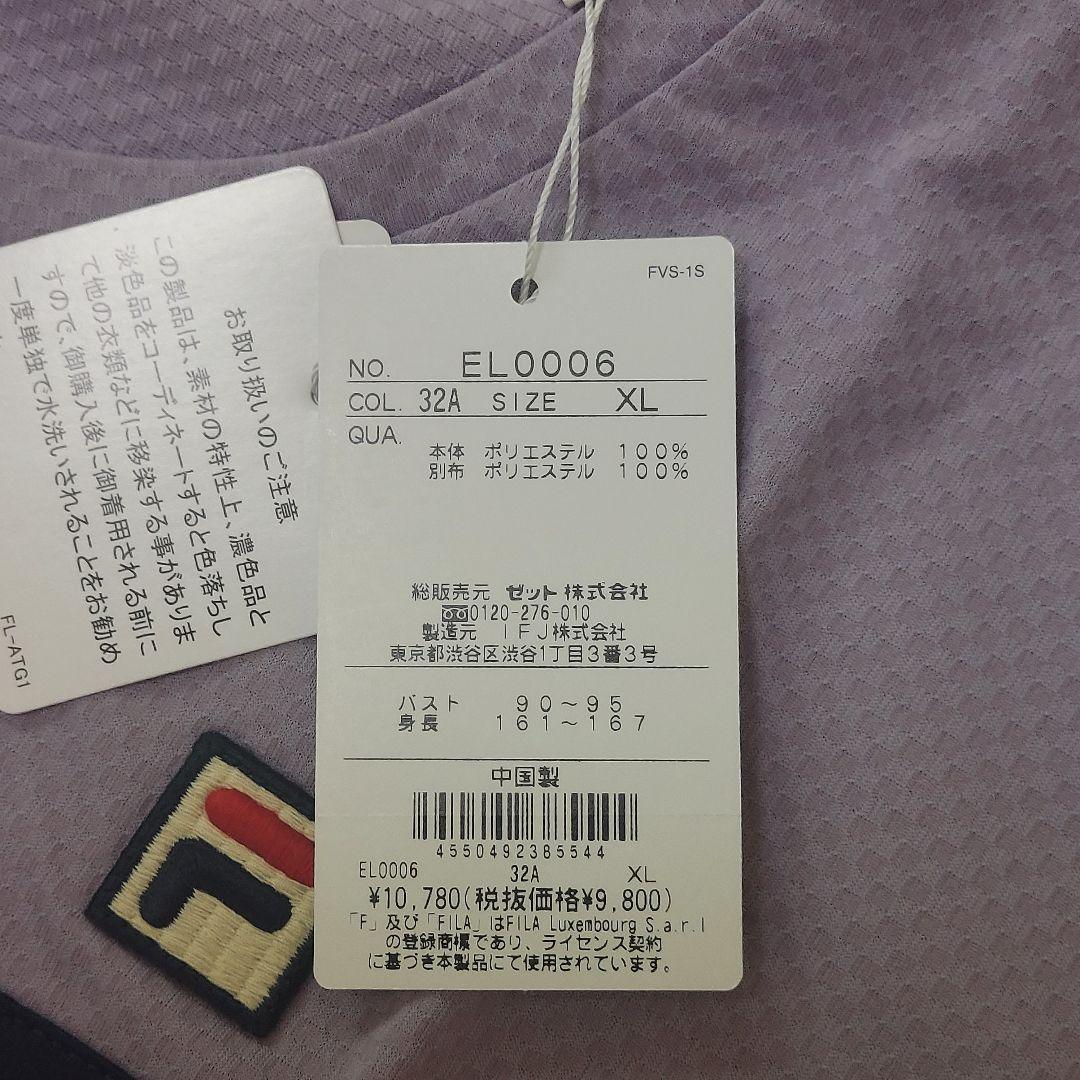 FVS-1S
NO. EL0006
COL. 32A SIZE XL
QUA.
本体 ポリエステル 100%
別布 ポリエステル 100%
総販売元 ゼット株式会社
0120-276-010
製造元 IFJ株式会社
東京都渋谷区渋谷1丁目3番3号
バスト 90~95
身長 161~167
中国製
4550492385544
EL0006 32A XL
¥10,780(税抜価格¥9,800)
「F」及び「FILA」はFILA Luxembourg S.a.r.l
の登録商標であり、ライセンス契約
に基づき本製品にて使用されています。
お取り扱いのご注意
この製品は、素材の特性上、濃色品と
淡色品をコーディネートすると色落ちし
て他の衣類などに移染する事がありま
すので、御購入後に御着用される前に
一度単独で水洗いされることをお勧め
FL-ATG1